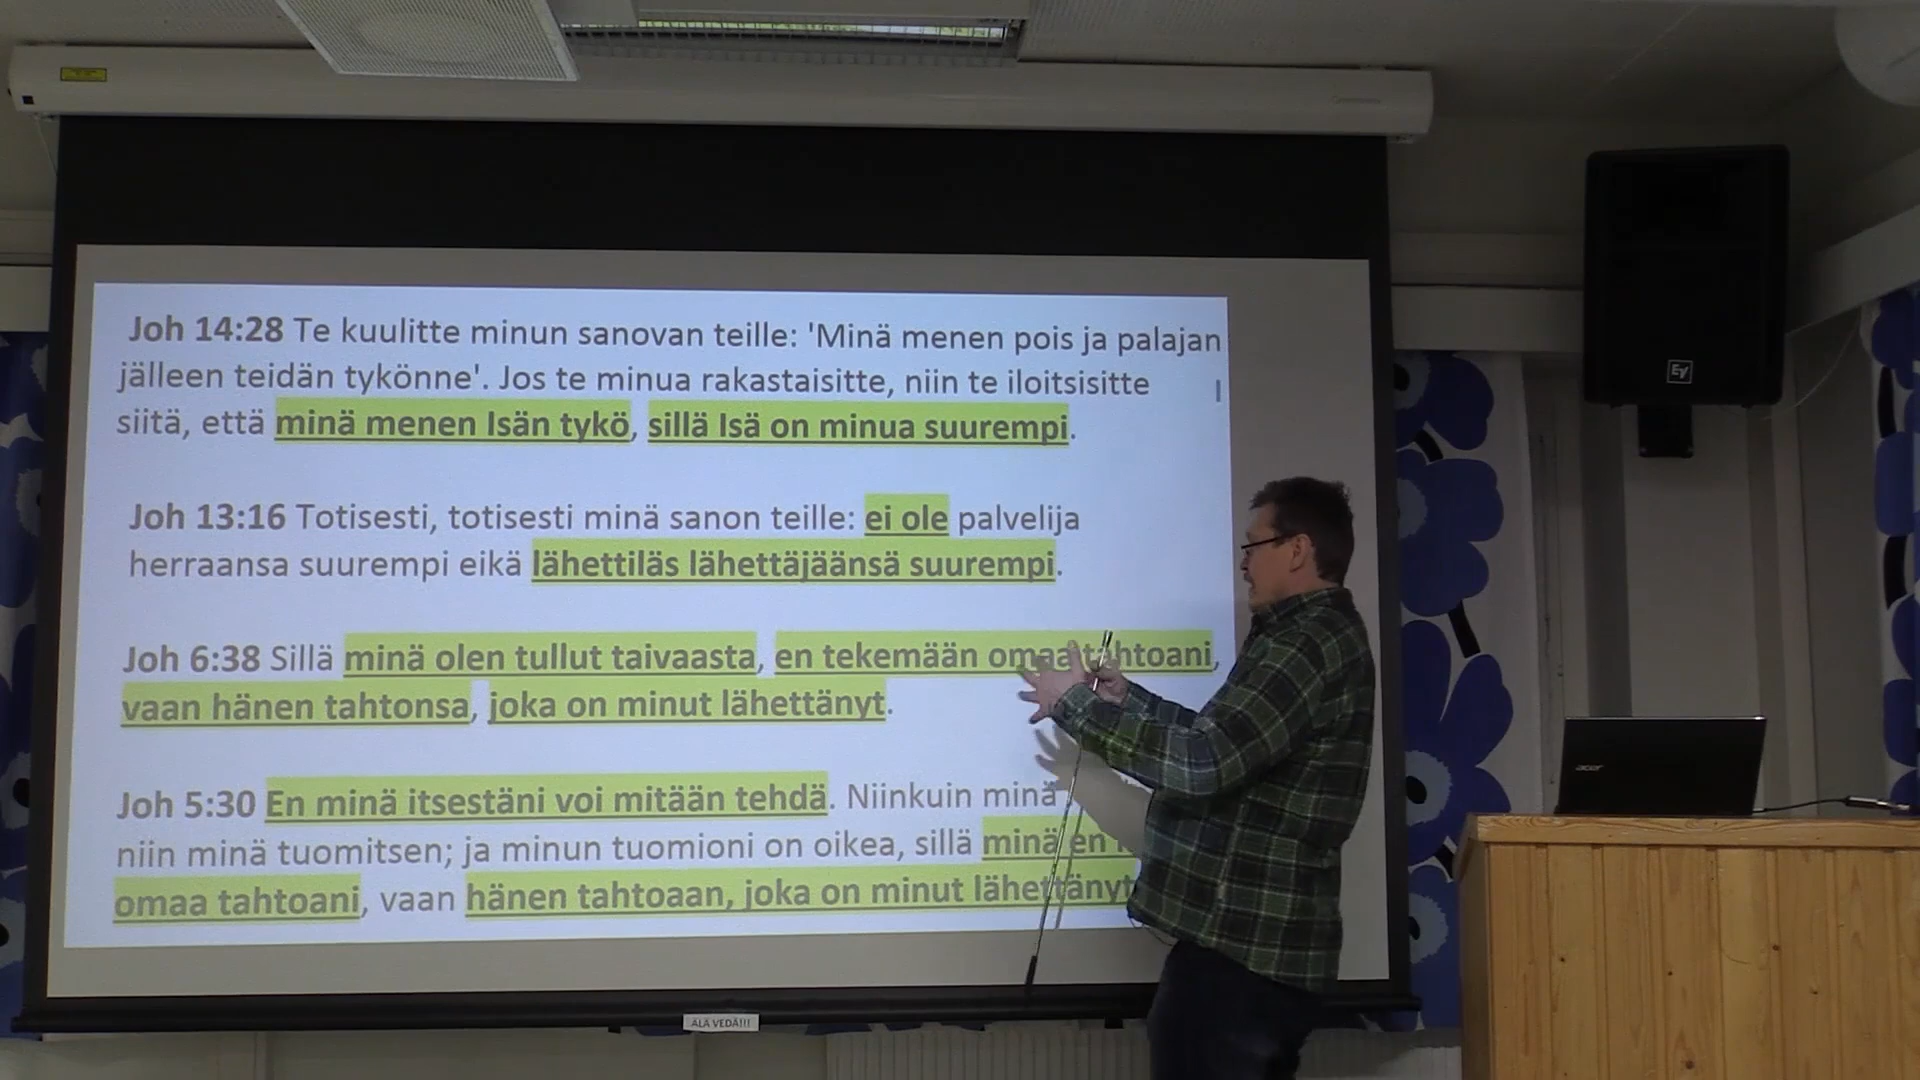 Joh 14:28 Te kuulitte minun sanovan teille: 'Minä menen pois ja palajan
jälleen teidän tykönne'. Jos te minua rakastaisitte, niin te iloitsisitte
siitä, että minä menen Isän tykö, sillä Isä on minua suurempi.
Joh 13:16 Totisesti, totisesti minä sanon teille: ei ole palvelija
herraansa suurempi eikä lähettiläs lähettäjäänsä suurempi.
Joh 6:38 Sillä minä olen tullut taivaasta, en tekemään omaa tahtoani,
vaan hänen tahtonsa, joka on minut lähettänyt.
Joh 5:30 En minä itsestäni voi mitään tehdä. Niinkuin minä
niin minä tuomitsen; ja minun tuomioni on oikea, sillä minä en
omaa tahtoani, vaan hänen tahtoaan, joka on minut lähettänyt
ÄLÄ VEDÄ!!!
EV
acer